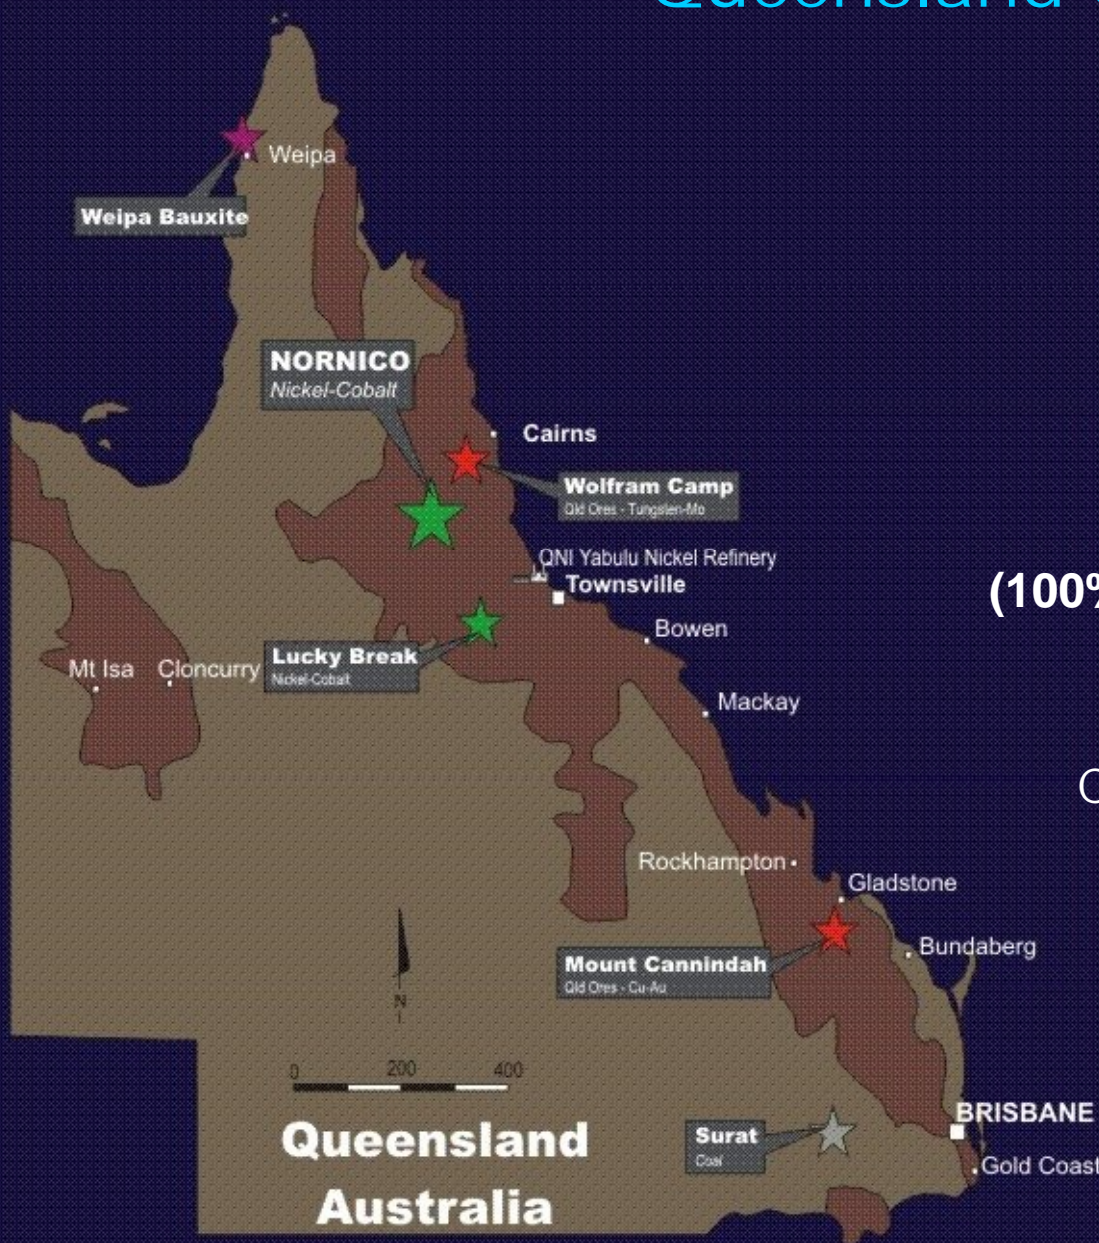 Queensland
Weipa
Weipa Bauxite
NORNICO
Nickel-Cobalt
Cairns
Wolfram Camp
Qld Ores - Tungsten-Mo
QNI Yabulu Nickel Refinery
Townsville
(100%
Bowen
Lucky Break
Nickel-Cobalt
Mt Isa
Cloncurry
Mackay
Rockhampton
Gladstone
Bundaberg
Mount Cannindah
Qld Ores - Cu-Au
N
0 200 400
BRISBANE
Surat
Coal
Gold Coast
Queensland
Australia